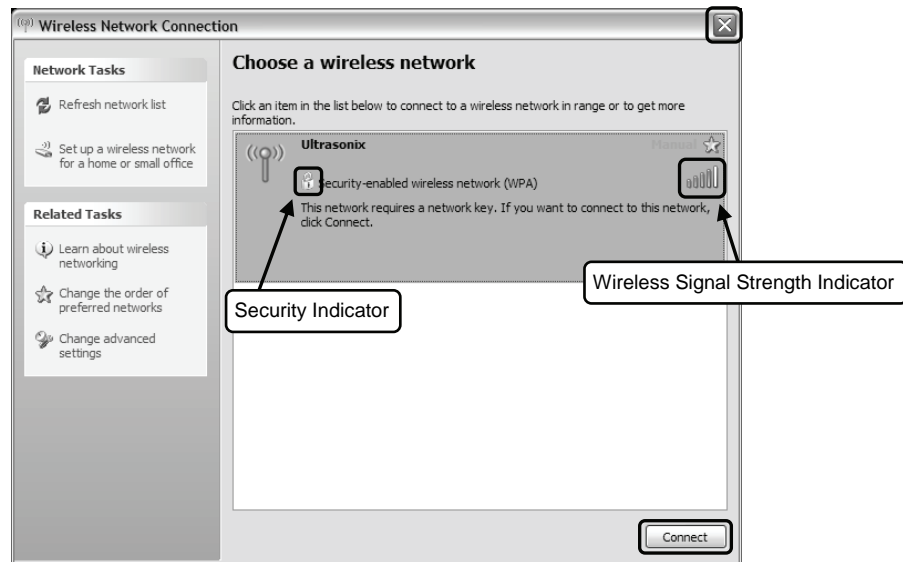 Wireless Network Connection
Network Tasks
Refresh network list
Set up a wireless network
for a home or small office
Related Tasks
Learn about wireless
networking
Change the order of
preferred networks
Change advanced
settings
Choose a wireless network
Click an item in the list below to connect to a wireless network in range or to get more
information.
Ultrasonix
Manual
Security-enabled wireless network (WPA)
This network requires a network key. If you want to connect to this network,
click Connect.
Wireless Signal Strength Indicator
Security Indicator
Connect